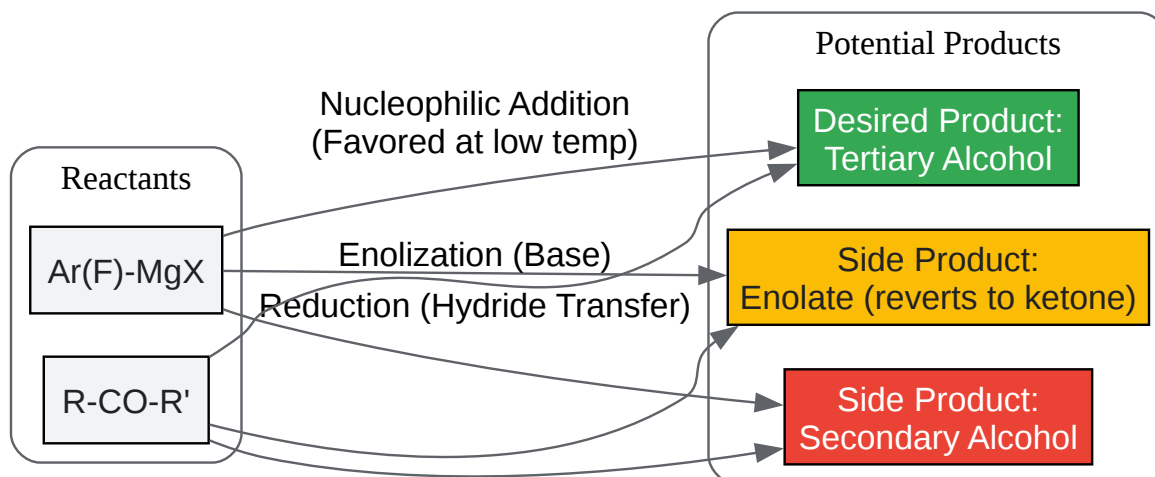 Potential Products
Nucleophilic Addition
(Favored at low temp)
Desired Product:
Tertiary Alcohol
Reactants
Ar(F)-MgX
Enolization (Base)
Side Product:
Enolate (reverts to ketone)
Reduction (Hydride Transfer)
R-CO-R'
Side Product:
Secondary Alcohol